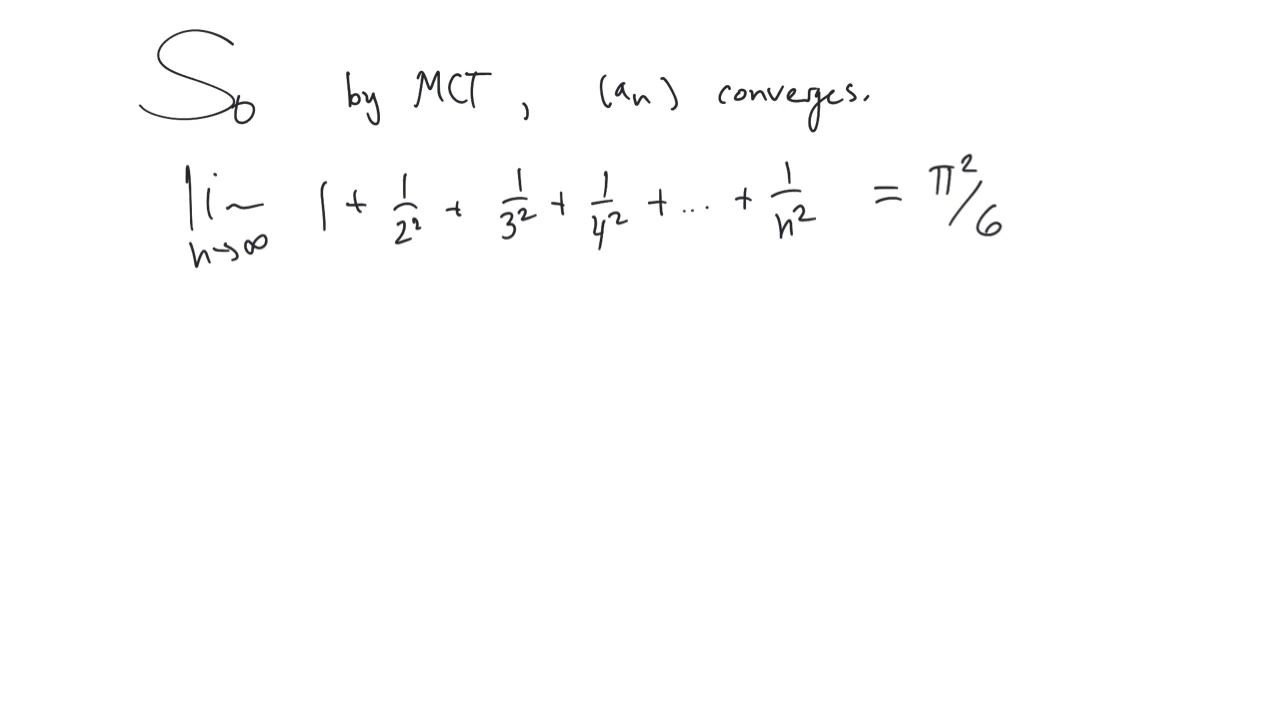 So by MCT, (aₙ) converges.
lim n→∞ 1 + 1/2² + 1/3² + 1/4² + ... + 1/n² = π²/6